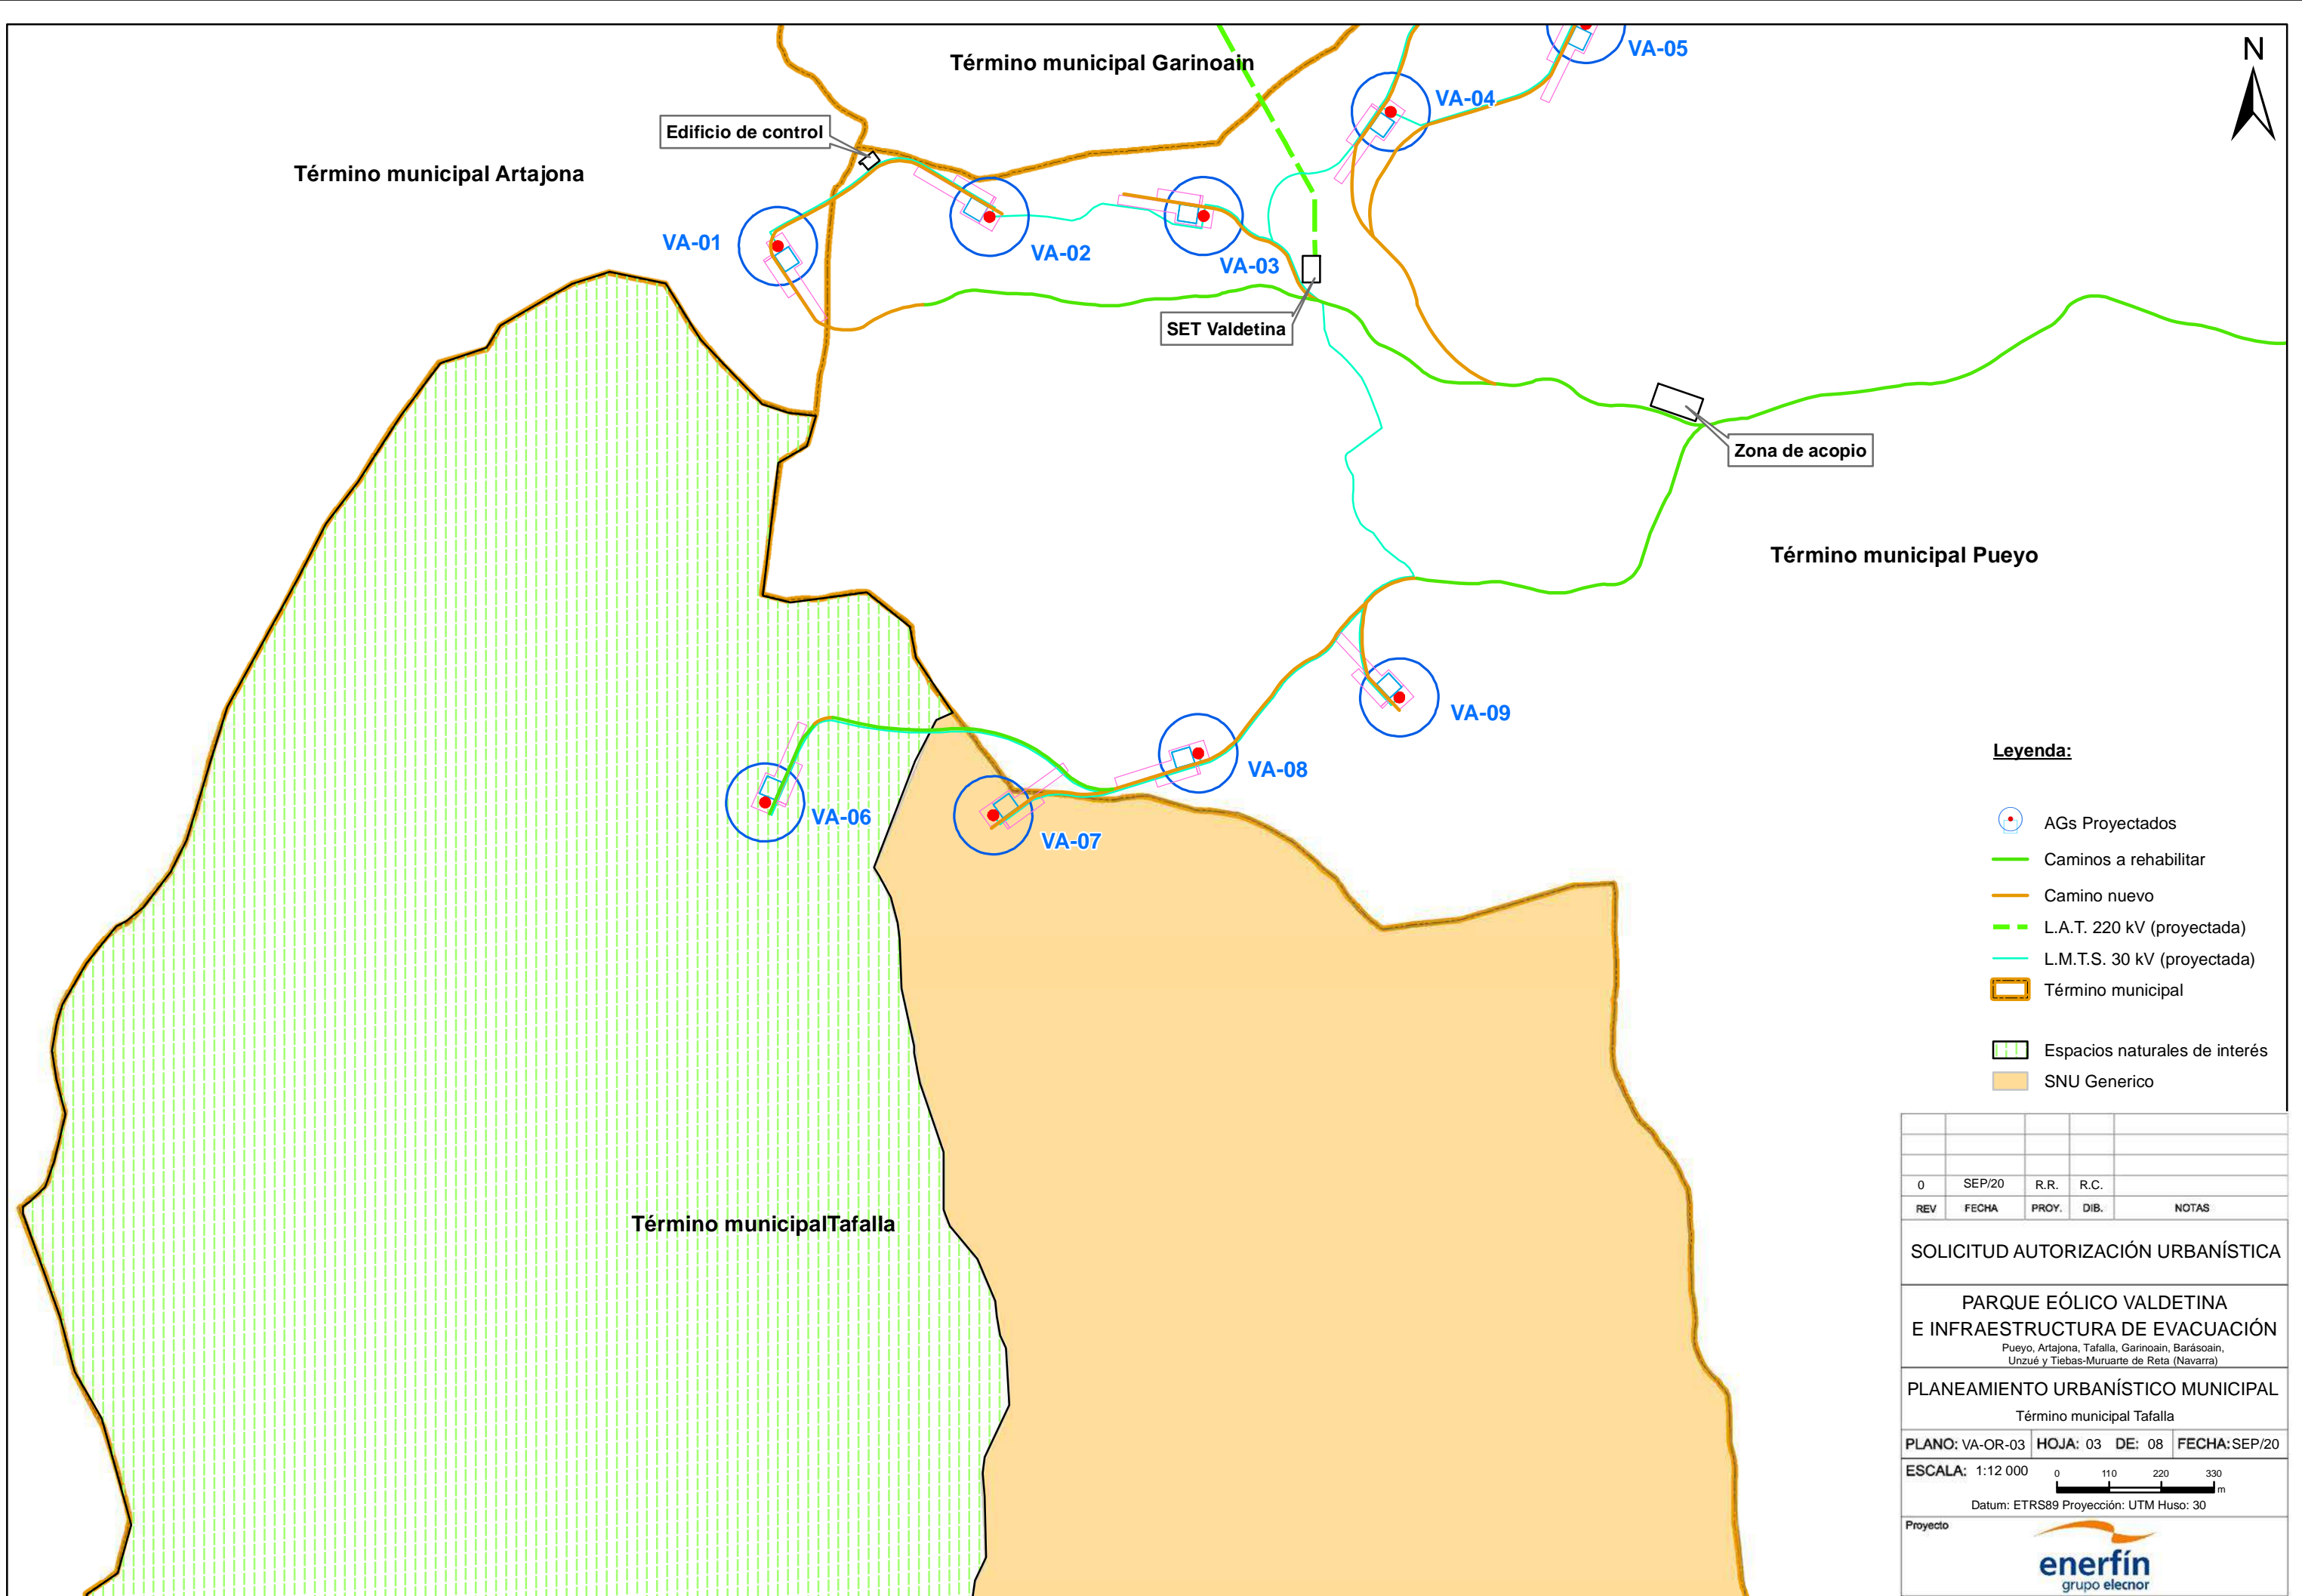 Término municipal Garinoain
VA-05
N
VA-04
Edificio de control
Término municipal Artajona
VA-01
VA-02
VA-03
SET Valdetina
Zona de acopio
Término municipal Pueyo
VA-09
VA-08
VA-06
VA-07
Leyenda:
AGs Proyectados
Caminos a rehabilitar
Camino nuevo
L.A.T. 220 kV (proyectada)
L.M.T.S. 30 kV (proyectada)
Término municipal
Espacios naturales de interés
SNU Generico
Término municipalTafalla
0 SEP/20 R.R. R.C.
REV FECHA PROY. DIB. NOTAS
SOLICITUD AUTORIZACIÓN URBANÍSTICA
PARQUE EÓLICO VALDETINA
E INFRAESTRUCTURA DE EVACUACIÓN
Pueyo, Artajona, Tafalla, Garinoain, Barásoain,
Unzué y Tiebas-Muruarte de Reta (Navarra)
PLANEAMIENTO URBANÍSTICO MUNICIPAL
Término municipal Tafalla
PLANO: VA-OR-03 HOJA: 03 DE: 08 FECHA: SEP/20
ESCALA: 1:12 000 0 110 220 330
m
Datum: ETRS89 Proyección: UTM Huso: 30
Proyecto
enerfín
grupo elecnor